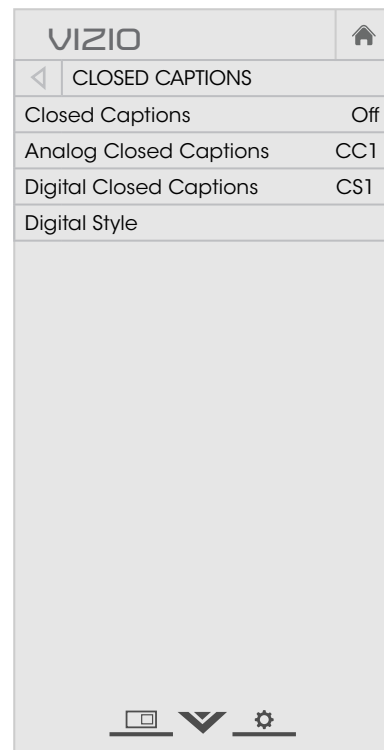 VIZIO
CLOSED CAPTIONS
Closed Captions Off
Analog Closed Captions CC1
Digital Closed Captions CS1
Digital Style